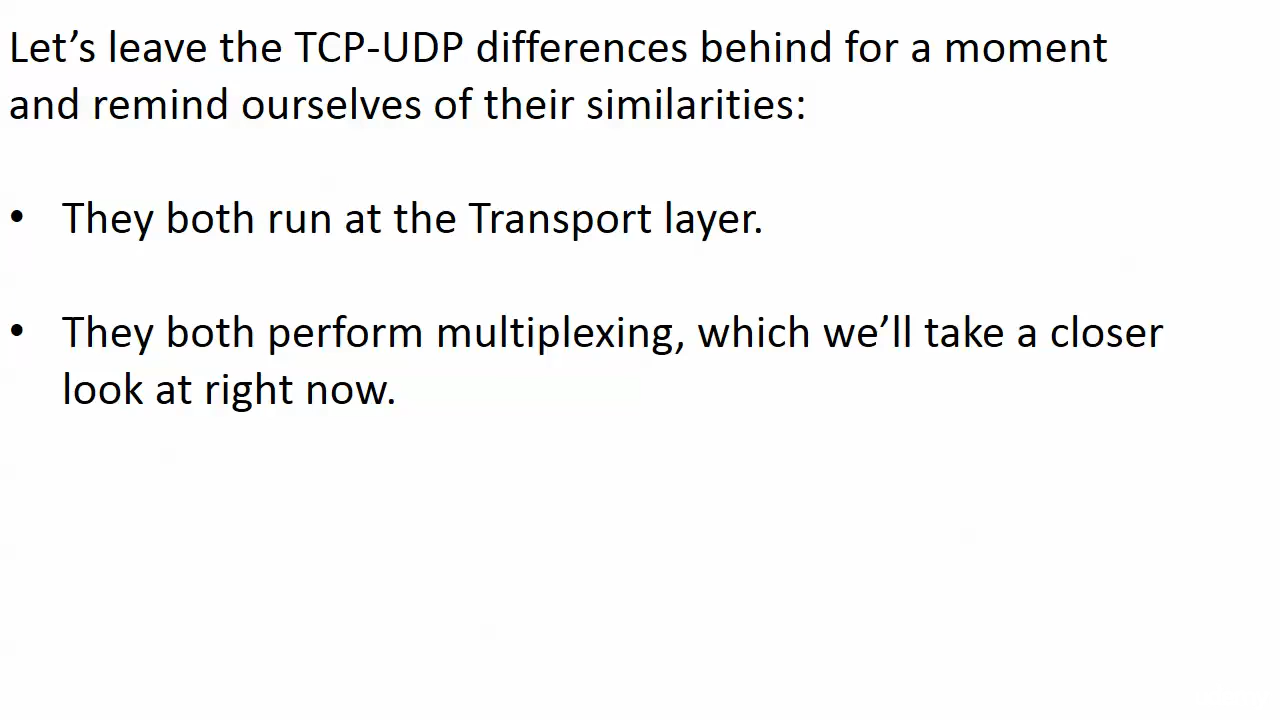 Let’s leave the TCP-UDP differences behind for a moment
and remind ourselves of their similarities:
• They both run at the Transport layer.
• They both perform multiplexing, which we’ll take a closer
look at right now.